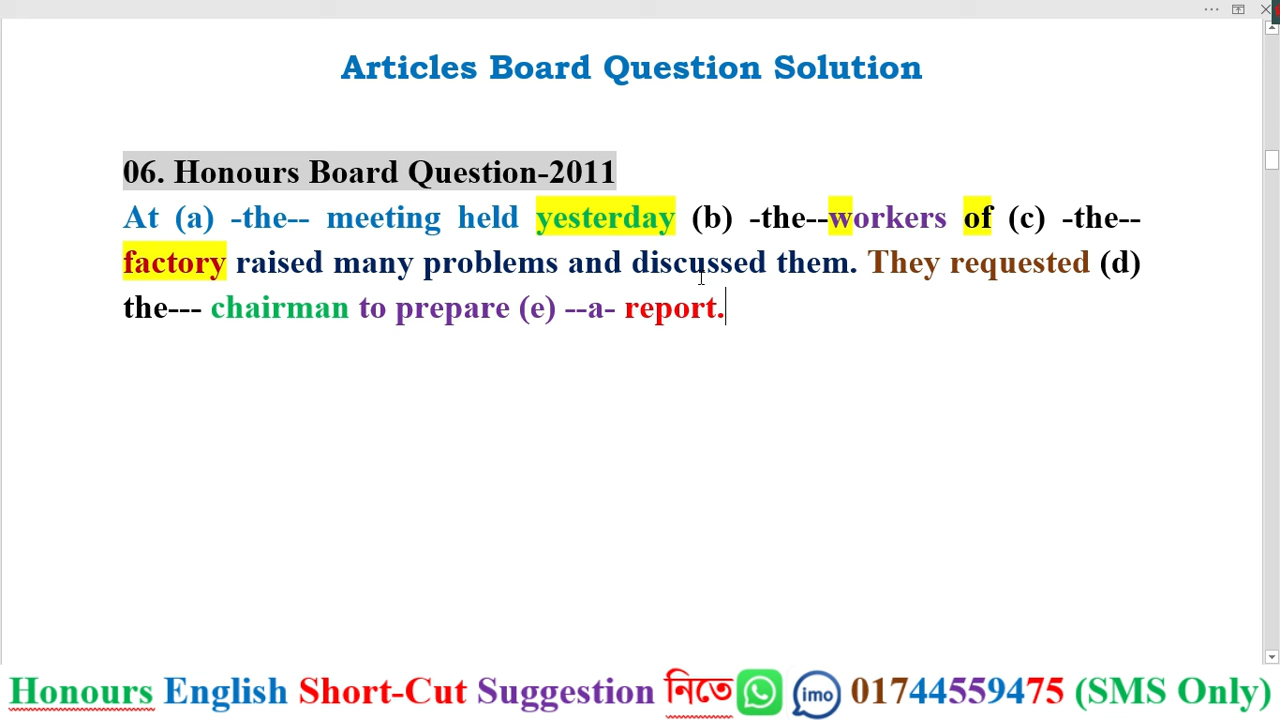 Articles Board Question Solution
06. Honours Board Question-2011
At (a) -the-- meeting held yesterday (b) -the--workers of (c) -the--
factory raised many problems and discussed them. They requested (d)
the--- chairman to prepare (e) --a- report.
Honours English Short-Cut Suggestion নিতে imo 01744559475 (SMS Only)